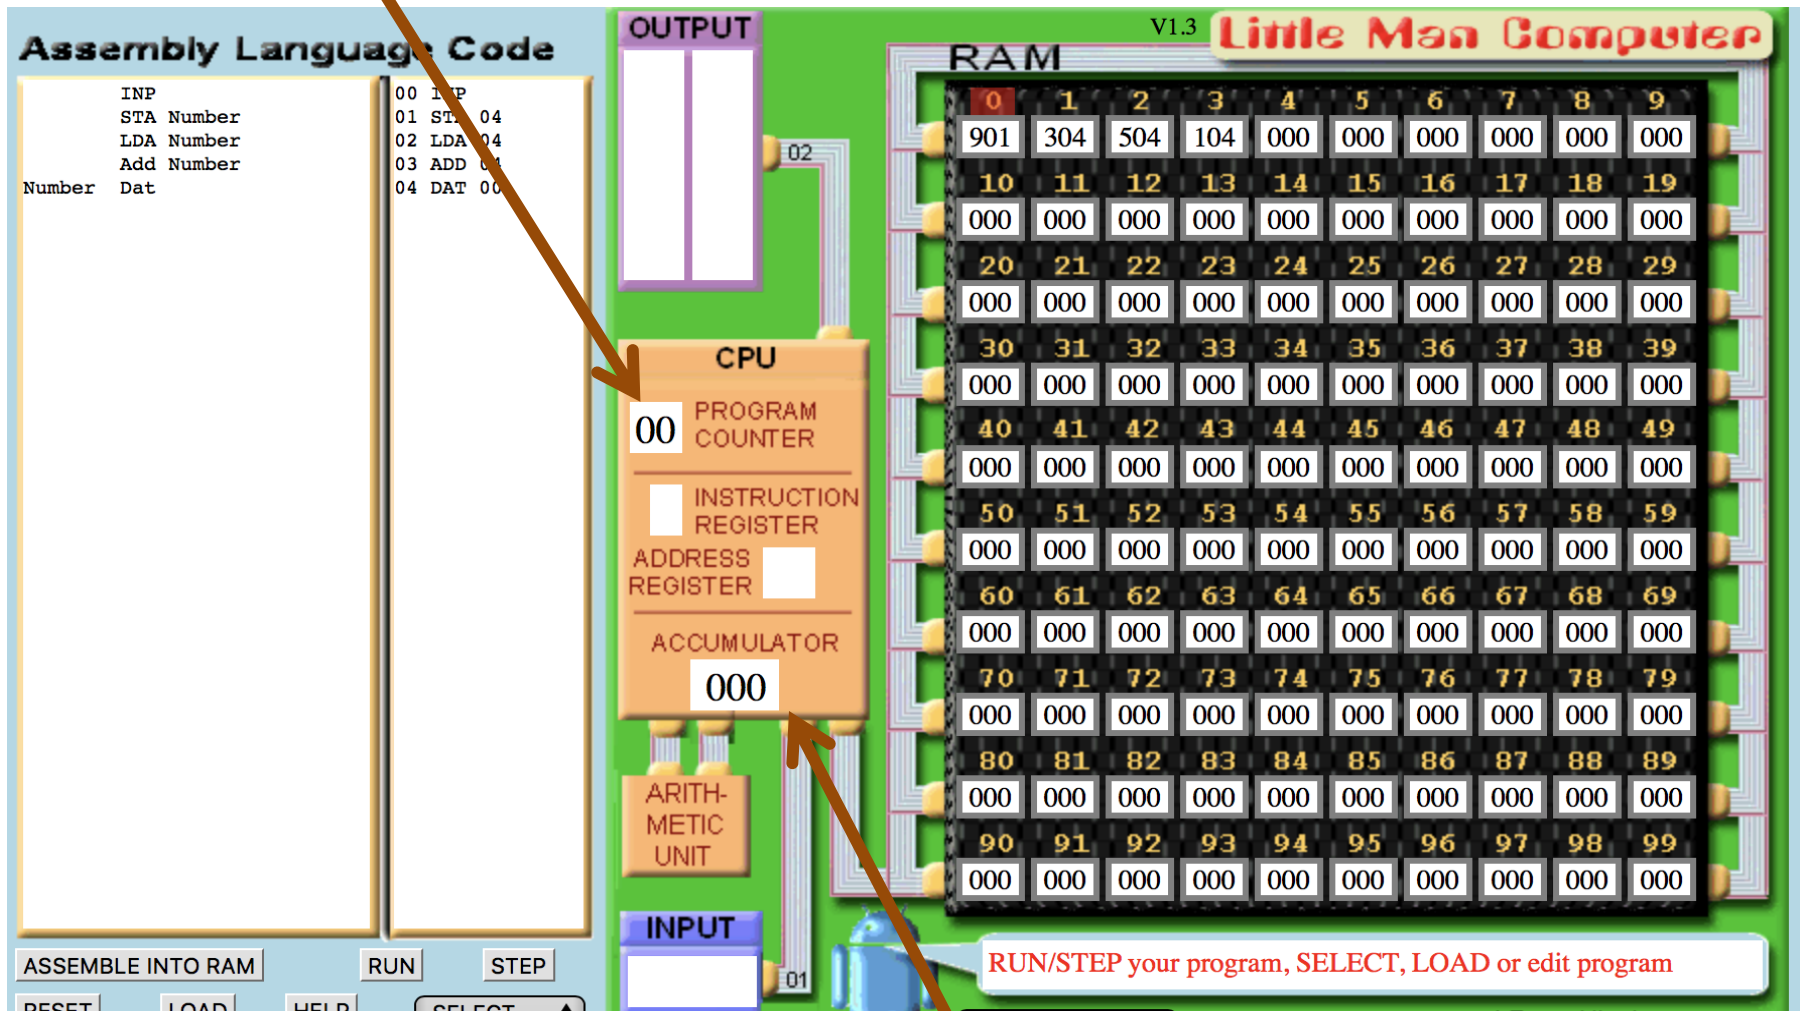 Assembly Language Code
INP
STA Number
LDA Number
Add Number
Number Dat
00 INP
01 STA 04
02 LDA 04
03 ADD 04
04 DAT 00
ASSEMBLE INTO RAM
RUN
STEP
RESET
LOAD
HELP
SELECT
OUTPUT
02
CPU
00
PROGRAM
COUNTER
INSTRUCTION
REGISTER
ADDRESS
REGISTER
ACCUMULATOR
000
ARITH-
METIC
UNIT
INPUT
01
V1.3
Little Man Computer
RAM
0 1 2 3 4 5 6 7 8 9
901 304 504 104 000 000 000 000 000 000
10 11 12 13 14 15 16 17 18 19
000 000 000 000 000 000 000 000 000 000
20 21 22 23 24 25 26 27 28 29
000 000 000 000 000 000 000 000 000 000
30 31 32 33 34 35 36 37 38 39
000 000 000 000 000 000 000 000 000 000
40 41 42 43 44 45 46 47 48 49
000 000 000 000 000 000 000 000 000 000
50 51 52 53 54 55 56 57 58 59
000 000 000 000 000 000 000 000 000 000
60 61 62 63 64 65 66 67 68 69
000 000 000 000 000 000 000 000 000 000
70 71 72 73 74 75 76 77 78 79
000 000 000 000 000 000 000 000 000 000
80 81 82 83 84 85 86 87 88 89
000 000 000 000 000 000 000 000 000 000
90 91 92 93 94 95 96 97 98 99
000 000 000 000 000 000 000 000 000 000
RUN/STEP your program, SELECT, LOAD or edit program